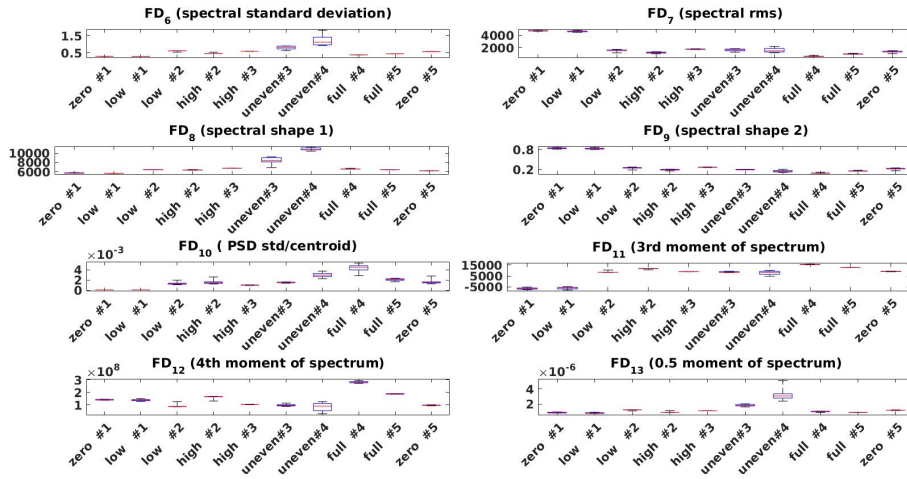 FD6 (spectral standard deviation)
1.5
0.5
zero #1 low #1 low #2 high #2 high #3 uneven#3 uneven#4 full #4 full #5 zero #5
FD7 (spectral rms)
4000
2000
zero #1 low #1 low #2 high #2 high #3 uneven#3 uneven#4 full #4 full #5 zero #5
FD8 (spectral shape 1)
10000
6000
zero #1 low #1 low #2 high #2 high #3 uneven#3 uneven#4 full #4 full #5 zero #5
FD9 (spectral shape 2)
0.8
0.2
zero #1 low #1 low #2 high #2 high #3 uneven#3 uneven#4 full #4 full #5 zero #5
FD10 ( PSD std/centroid)
×10-3
4
2
0
zero #1 low #1 low #2 high #2 high #3 uneven#3 uneven#4 full #4 full #5 zero #5
FD11 (3rd moment of spectrum)
15000
5000
-5000
zero #1 low #1 low #2 high #2 high #3 uneven#3 uneven#4 full #4 full #5 zero #5
FD12 (4th moment of spectrum)
×108
3
2
1
zero #1 low #1 low #2 high #2 high #3 uneven#3 uneven#4 full #4 full #5 zero #5
FD13 (0.5 moment of spectrum)
×10-6
4
2
zero #1 low #1 low #2 high #2 high #3 uneven#3 uneven#4 full #4 full #5 zero #5